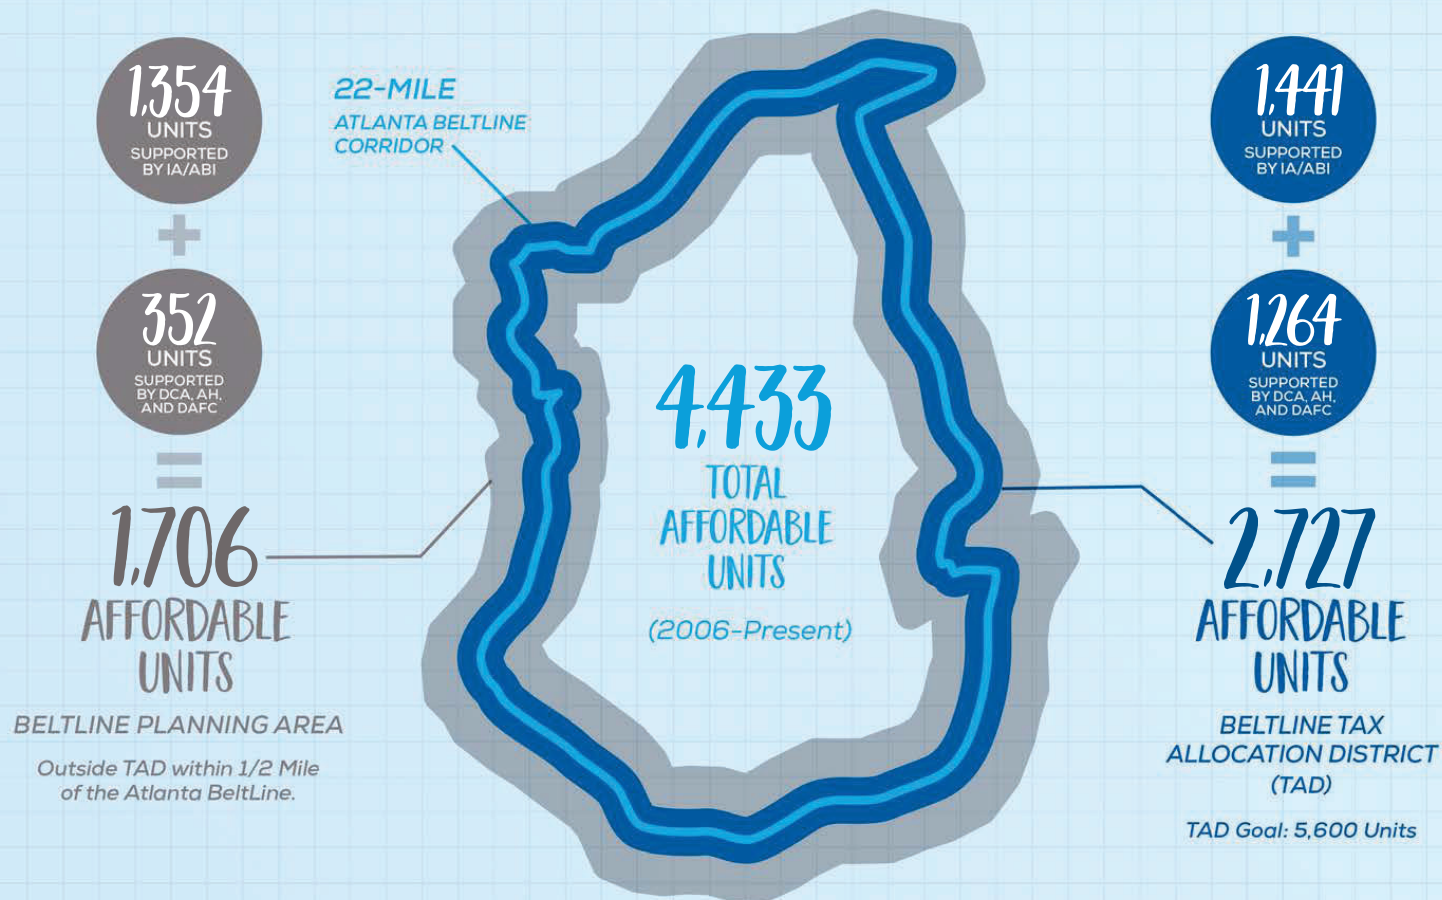 1,354
UNITS
SUPPORTED
BY IA/ABI
+
352
UNITS
SUPPORTED
BY DCA, AH,
AND DAFC
=
1,706
AFFORDABLE
UNITS
BELTLINE PLANNING AREA
Outside TAD within 1/2 Mile
of the Atlanta BeltLine.
22-MILE
ATLANTA BELTLINE
CORRIDOR
4,433
TOTAL
AFFORDABLE
UNITS
(2006-Present)
1,441
UNITS
SUPPORTED
BY IA/ABI
+
1,264
UNITS
SUPPORTED
BY DCA, AH,
AND DAFC
=
2,727
AFFORDABLE
UNITS
BELTLINE TAX
ALLOCATION DISTRICT
(TAD)
TAD Goal: 5,600 Units